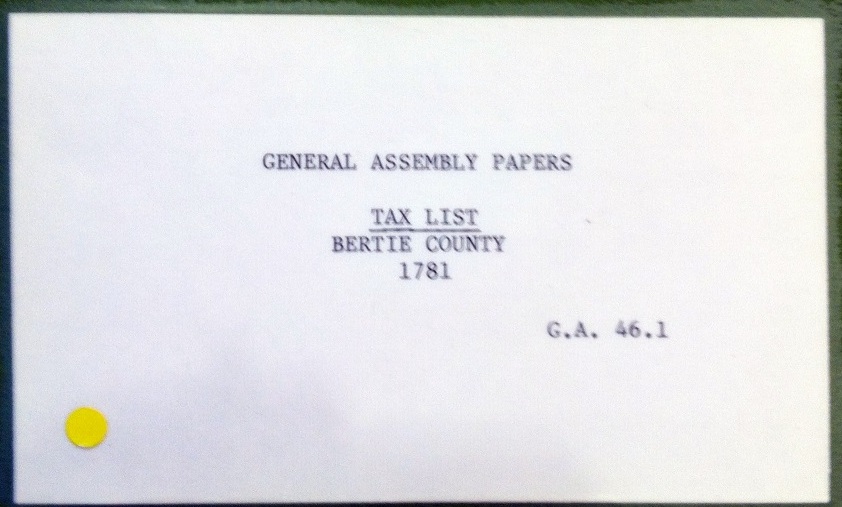 GENERAL ASSEMBLY PAPERS
TAX LIST
BERTIE COUNTY
1781
G.A. 46.1